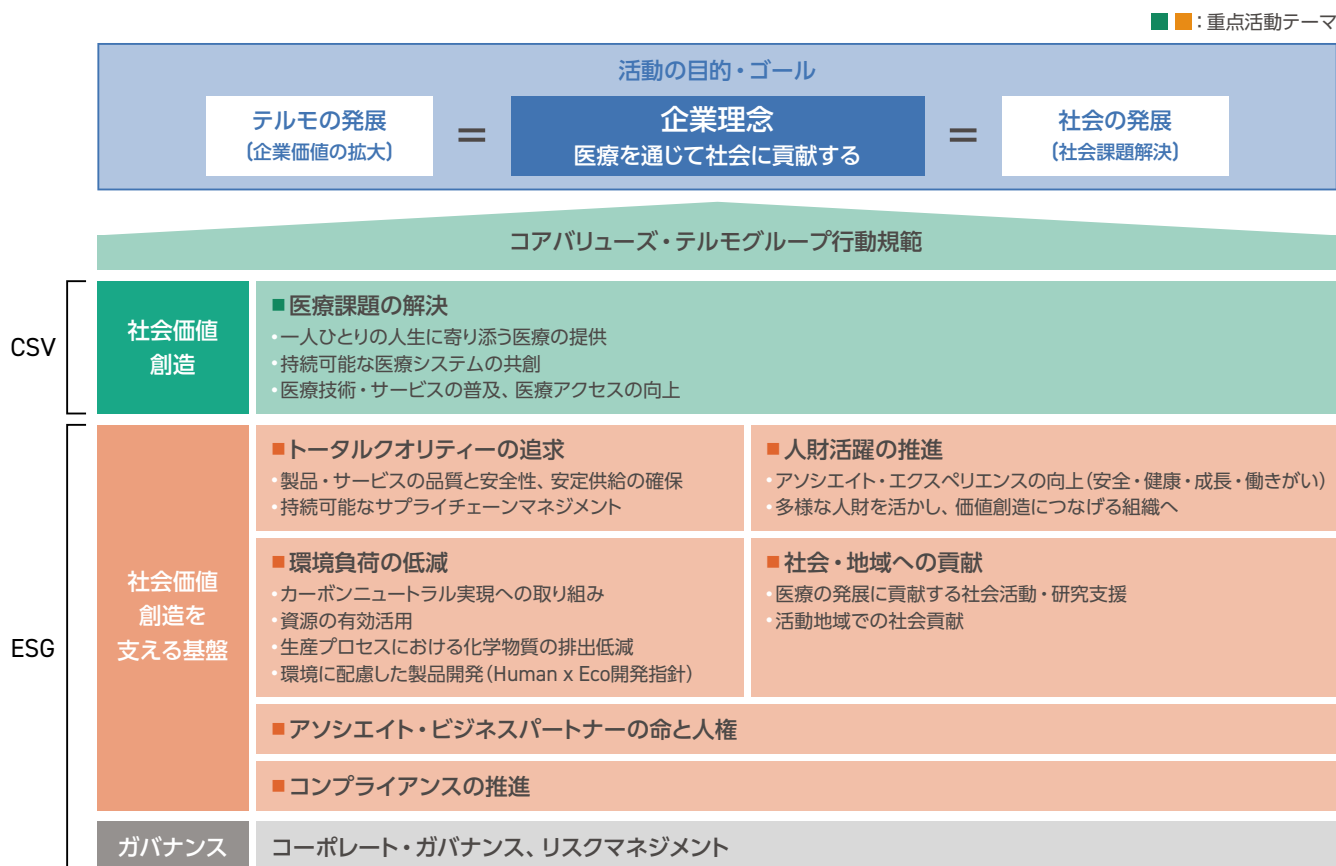 ■ ■：重点活動テーマ
活動の目的・ゴール
テルモの発展
（企業価値の拡大）
＝
企業理念
医療を通じて社会に貢献する
＝
社会の発展
（社会課題解決）
コアバリューズ・テルモグループ行動規範
CSV
社会価値
創造
■医療課題の解決
・一人ひとりの人生に寄り添う医療の提供
・持続可能な医療システムの共創
・医療技術・サービスの普及、医療アクセスの向上
ESG
社会価値
創造を
支える基盤
■トータルクオリティーの追求
・製品・サービスの品質と安全性、安定供給の確保
・持続可能なサプライチェーンマネジメント
■人財活躍の推進
・アソシエイト・エクスペリエンスの向上（安全・健康・成長・働きがい）
・多様な人財を活かし、価値創造につなげる組織へ
■環境負荷の低減
・カーボンニュートラル実現への取り組み
・資源の有効活用
・生産プロセスにおける化学物質の排出低減
・環境に配慮した製品開発（Human x Eco開発指針）
■社会・地域への貢献
・医療の発展に貢献する社会活動・研究支援
・活動地域での社会貢献
■アソシエイト・ビジネスパートナーの命と人権
■コンプライアンスの推進
ガバナンス
コーポレート・ガバナンス、リスクマネジメント